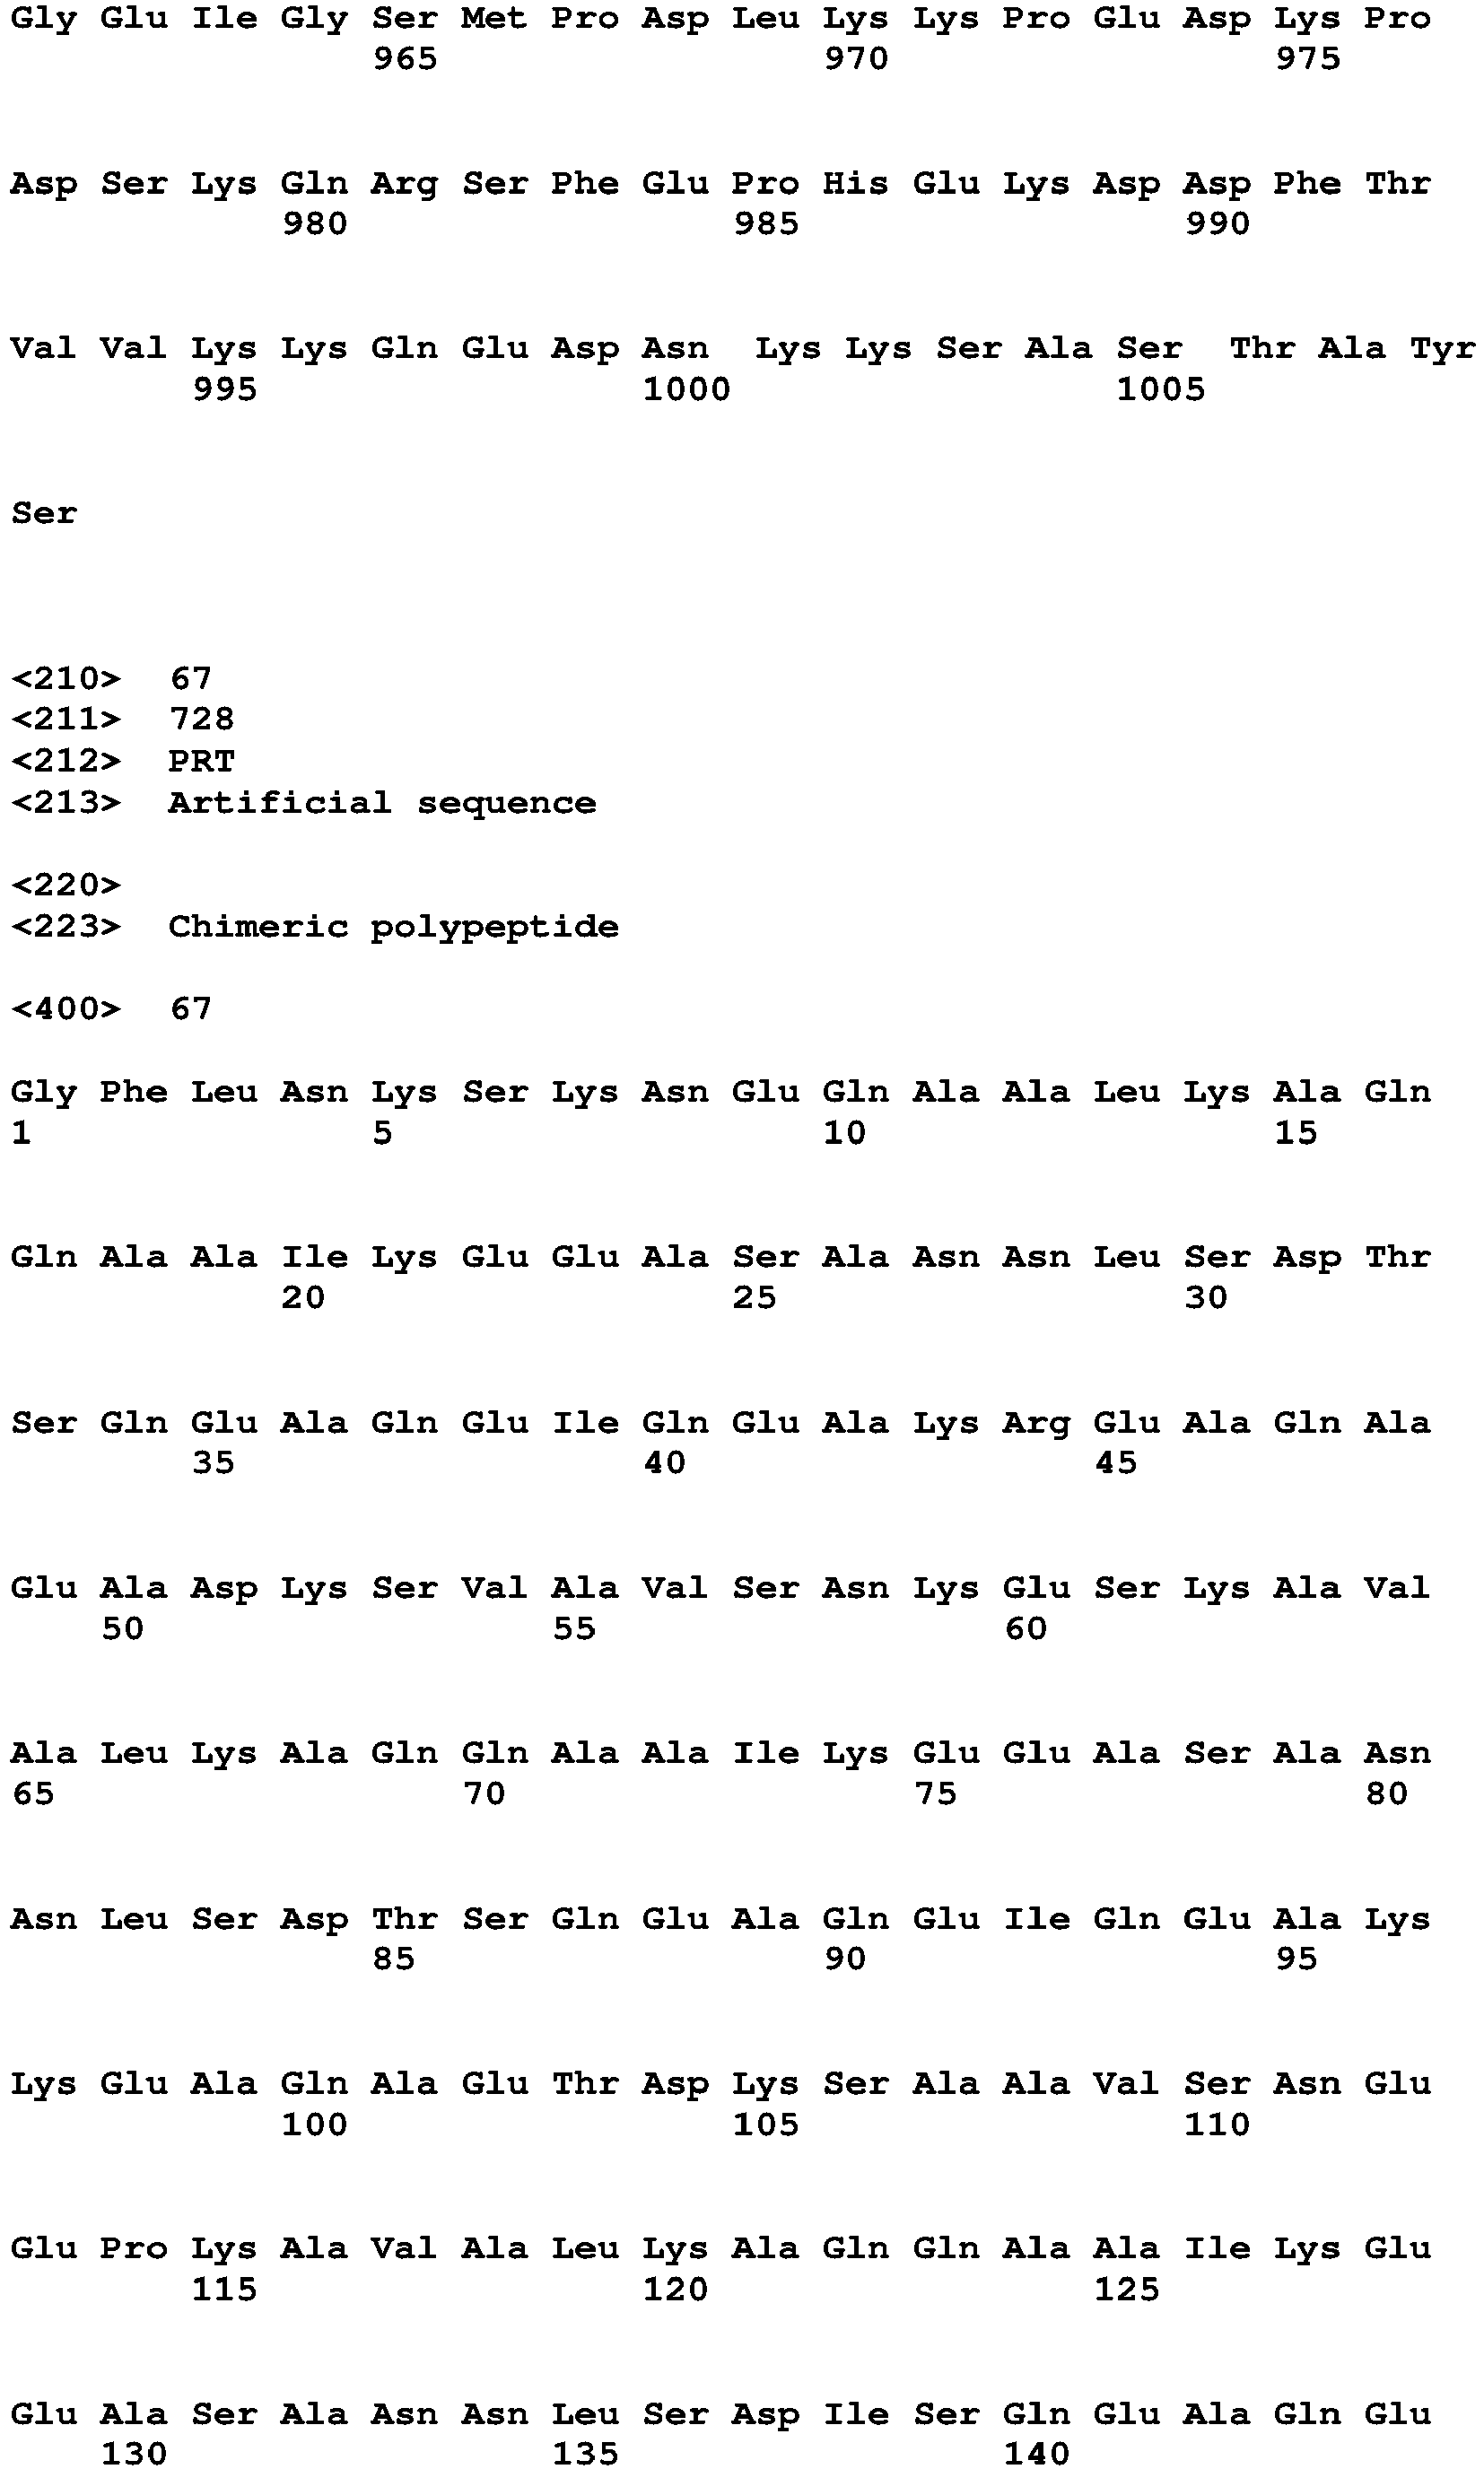 Gly Glu Ile Gly Ser Met Pro Asp Leu Lys Lys Pro Glu Asp Lys Pro
965 970 975
Asp Ser Lys Gln Arg Ser Phe Glu Pro His Glu Lys Asp Asp Phe Thr
980 985 990
Val Val Lys Lys Gln Glu Asp Asn Lys Lys Ser Ala Ser Thr Ala Tyr
995 1000 1005
Ser
<210> 67
<211> 728
<212> PRT
<213> Artificial sequence
<220>
<223> Chimeric polypeptide
<400> 67
Gly Phe Leu Asn Lys Ser Lys Asn Glu Gln Ala Ala Leu Lys Ala Gln
1 5 10 15
Gln Ala Ala Ile Lys Glu Glu Ala Ser Ala Asn Asn Leu Ser Asp Thr
20 25 30
Ser Gln Glu Ala Gln Glu Ile Gln Glu Ala Lys Arg Glu Ala Gln Ala
35 40 45
Glu Ala Asp Lys Ser Val Ala Val Ser Asn Lys Glu Ser Lys Ala Val
50 55 60
Ala Leu Lys Ala Gln Gln Ala Ala Ile Lys Glu Glu Ala Ser Ala Asn
65 70 75 80
Asn Leu Ser Asp Thr Ser Gln Glu Ala Gln Glu Ile Gln Glu Ala Lys
85 90 95
Lys Glu Ala Gln Ala Glu Thr Asp Lys Ser Ala Ala Val Ser Asn Glu
100 105 110
Glu Pro Lys Ala Val Ala Leu Lys Ala Gln Gln Ala Ala Ile Lys Glu
115 120 125
Glu Ala Ser Ala Asn Asn Leu Ser Asp Ile Ser Gln Glu Ala Gln Glu
130 135 140